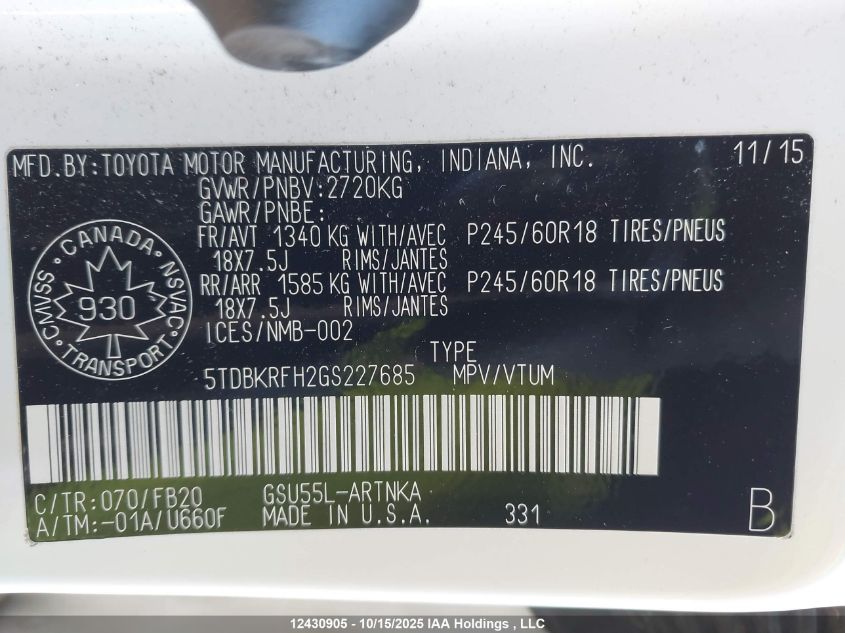 MFD.BY:TOYOTA MOTOR MANUFACTURING, INDIANA, INC. 11/15
GVWR/PNBV:2720KG
GAWR/PNBE:
FR/AVT 1340 KG WITH/AVEC P245/60R18 TIRES/PNEUS
18X7.5J RIMS/JANTES
RR/ARR 1585 KG WITH/AVEC P245/60R18 TIRES/PNEUS
18X7.5J RIMS/JANTES
ICES/NMB-002
CMVSS CANADA NSVAC
930
TRANSPORT
TYPE
5TDBKRFH2GS227685 MPV/VTUM
C/TR:070/FB20 GSU55L-ARTNKA
A/TM:-01A/U660F MADE IN U.S.A. 331 B
12430905 - 10/15/2025 IAA Holdings , LLC